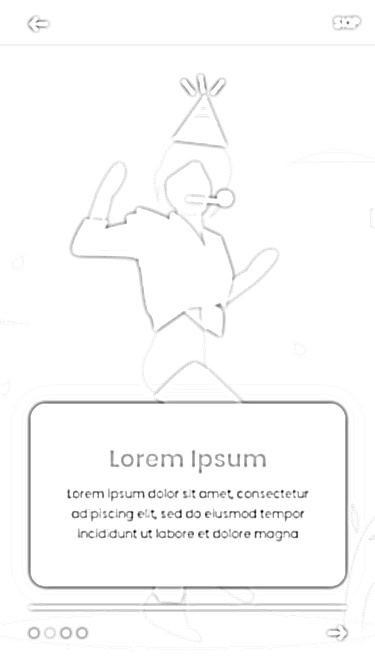 SKIP
Lorem Ipsum
Lorem ipsum dolor sit amet, consectetur
adipiscing elit, sed do eiusmod tempor
incididunt ut labore et dolore magna